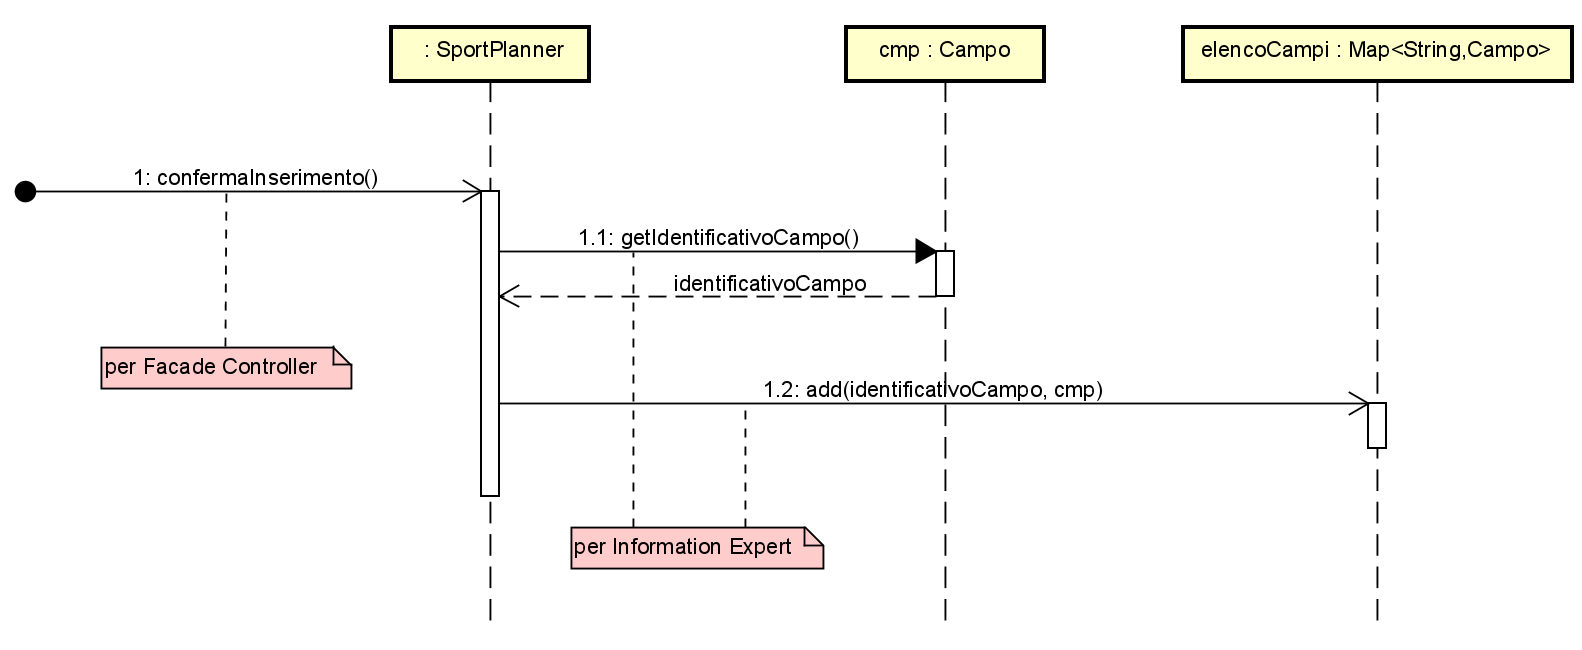 : SportPlanner
cmp : Campo
elencoCampi : Map<String,Campo>
1: confermaInserimento()
1.1: getIdentificativoCampo()
identificativoCampo
per Facade Controller
1.2: add(identificativoCampo, cmp)
per Information Expert